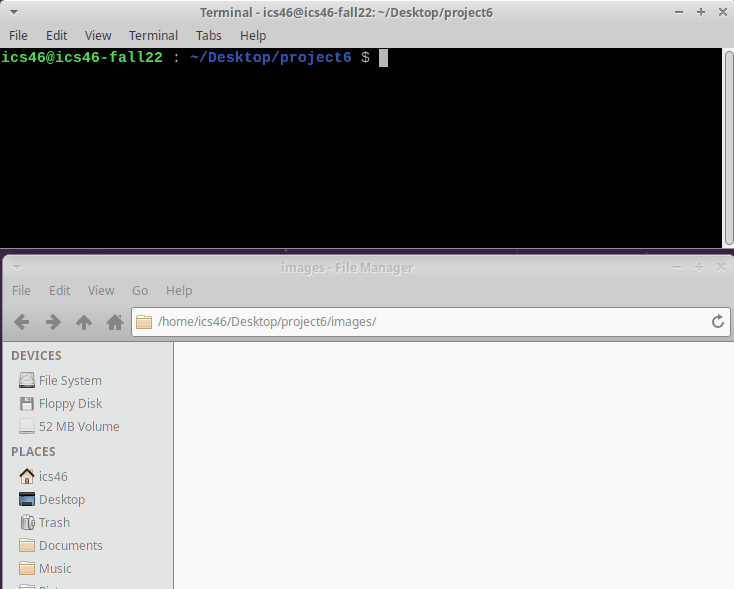 Terminal - ics46@ics46-fall22: ~/Desktop/project6
File Edit View Terminal Tabs Help
ics46@ics46-fall22 : ~/Desktop/project6 $
images - File Manager
File Edit View Go Help
/home/ics46/Desktop/project6/images/
DEVICES
File System
Floppy Disk
52 MB Volume
PLACES
ics46
Desktop
Trash
Documents
Music